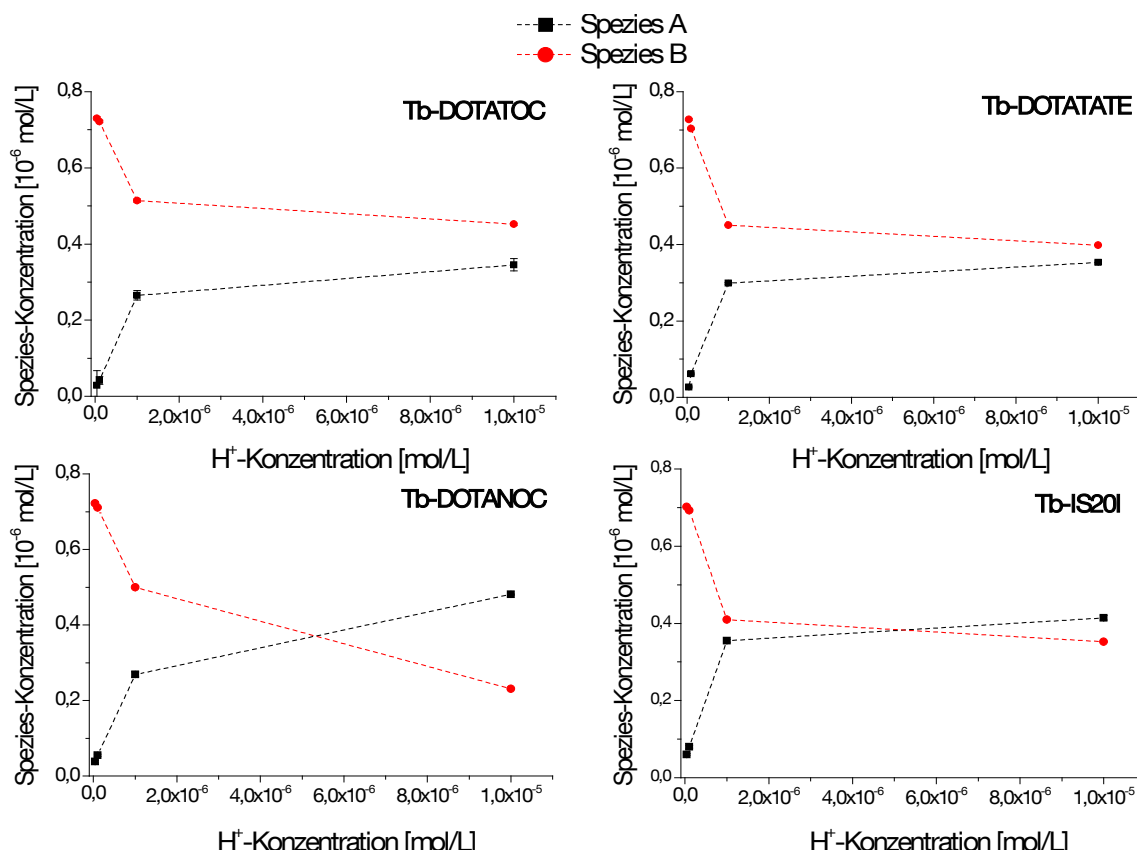 Spezies A
Spezies B
Tb-DOTATOC
Spezies-Konzentration [10⁻⁶ mol/L]
0,8
0,6
0,4
0,2
0,0
0,0 2,0x10⁻⁶ 4,0x10⁻⁶ 6,0x10⁻⁶ 8,0x10⁻⁶ 1,0x10⁻⁵
H⁺-Konzentration [mol/L]
Tb-DOTATATE
Spezies-Konzentration [10⁻⁶ mol/L]
0,8
0,6
0,4
0,2
0,0
0,0 2,0x10⁻⁶ 4,0x10⁻⁶ 6,0x10⁻⁶ 8,0x10⁻⁶ 1,0x10⁻⁵
H⁺-Konzentration [mol/L]
Tb-DOTANOC
Spezies-Konzentration [10⁻⁶ mol/L]
0,8
0,6
0,4
0,2
0,0
0,0 2,0x10⁻⁶ 4,0x10⁻⁶ 6,0x10⁻⁶ 8,0x10⁻⁶ 1,0x10⁻⁵
H⁺-Konzentration [mol/L]
Tb-IS20I
Spezies-Konzentration [10⁻⁶ mol/L]
0,8
0,6
0,4
0,2
0,0
0,0 2,0x10⁻⁶ 4,0x10⁻⁶ 6,0x10⁻⁶ 8,0x10⁻⁶ 1,0x10⁻⁵
H⁺-Konzentration [mol/L]